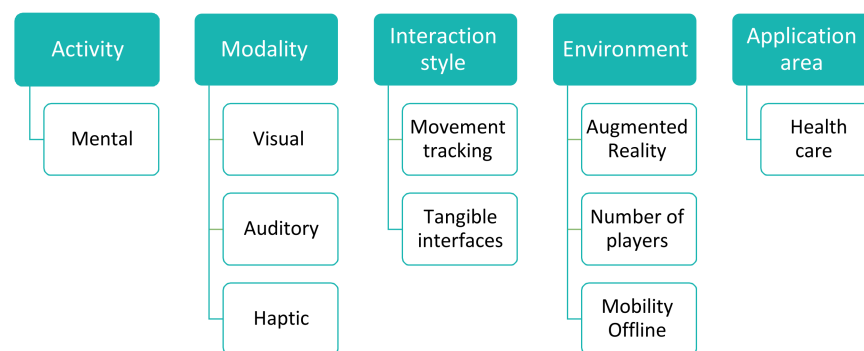 Activity
Mental
Modality
Visual
Auditory
Haptic
Interaction
style
Movement
tracking
Tangible
interfaces
Environment
Augmented
Reality
Number of
players
Mobility
Offline
Application
area
Health
care